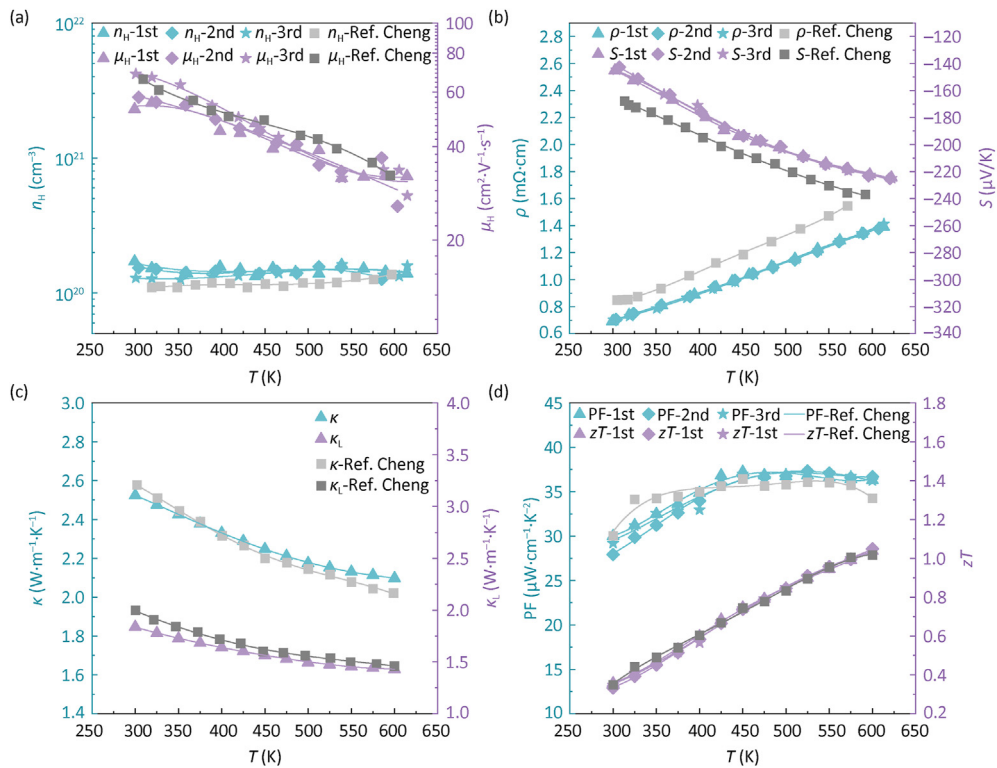 (a)
n_H-1st n_H-2nd n_H-3rd n_H-Ref. Cheng
μ_H-1st μ_H-2nd μ_H-3rd μ_H-Ref. Cheng
10²² 10²¹ 10²⁰
n_H (cm⁻³)
100 60 20
μ_H (cm²·V⁻¹·s⁻¹)
250 300 350 400 450 500 550 600 650
T (K)
(b)
ρ-1st ρ-2nd ρ-3rd ρ-Ref. Cheng
S-1st S-2nd S-3rd S-Ref. Cheng
2.8 2.6 2.4 2.2 2.0 1.8 1.6 1.4 1.2 1.0 0.8 0.6
ρ (mΩ·cm)
−120 −140 −160 −180 −200 −220 −240 −260 −280 −300 −320 −340
S (μV/K)
250 300 350 400 450 500 550 600 650
T (K)
(c)
κ
κ_L
κ-Ref. Cheng
κ_L-Ref. Cheng
3.0 2.8 2.6 2.4 2.2 2.0 1.8 1.6 1.4
κ (W·m⁻¹·K⁻¹)
4.0 3.5 3.0 2.5 2.0 1.5 1.0
κ_L (W·m⁻¹·K⁻¹)
250 300 350 400 450 500 550 600 650
T (K)
(d)
PF-1st PF-2nd PF-3rd PF-Ref. Cheng
zT-1st zT-1st zT-1st zT-Ref. Cheng
45 40 35 30 25 20 15 10
PF (μW·cm⁻¹·K⁻²)
1.8 1.6 1.4 1.2 1.0 0.8 0.6 0.4 0.2
zT
250 300 350 400 450 500 550 600 650
T (K)